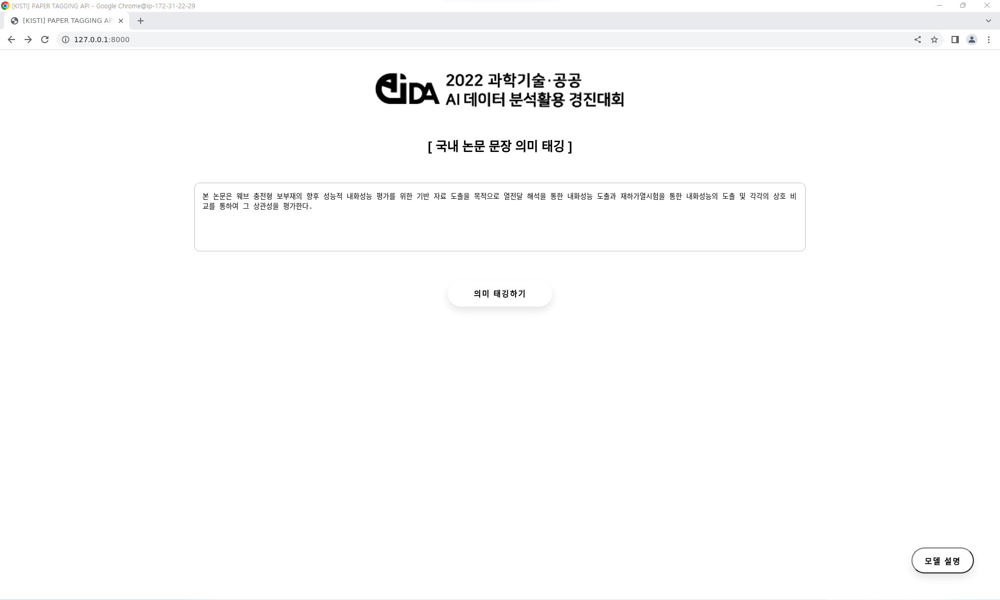 [KISTI] PAPER TAGGING API - Google Chrome@ip-172-31-22-29
[KISTI] PAPER TAGGING AP
127.0.0.1:8000
AiDA 2022 과학기술·공공
AI 데이터 분석활용 경진대회
[ 국내 논문 문장 의미 태깅 ]
본 논문은 웨브 충전형 보부재의 향후 성능적 내화성능 평가를 위한 기반 자료 도출을 목적으로 열전달 해석을 통한 내화성능 도출과 재하가열시험을 통한 내화성능의 도출 및 각각의 상호 비
교를 통하여 그 상관성을 평가한다.
의미 태깅하기
모델 설명